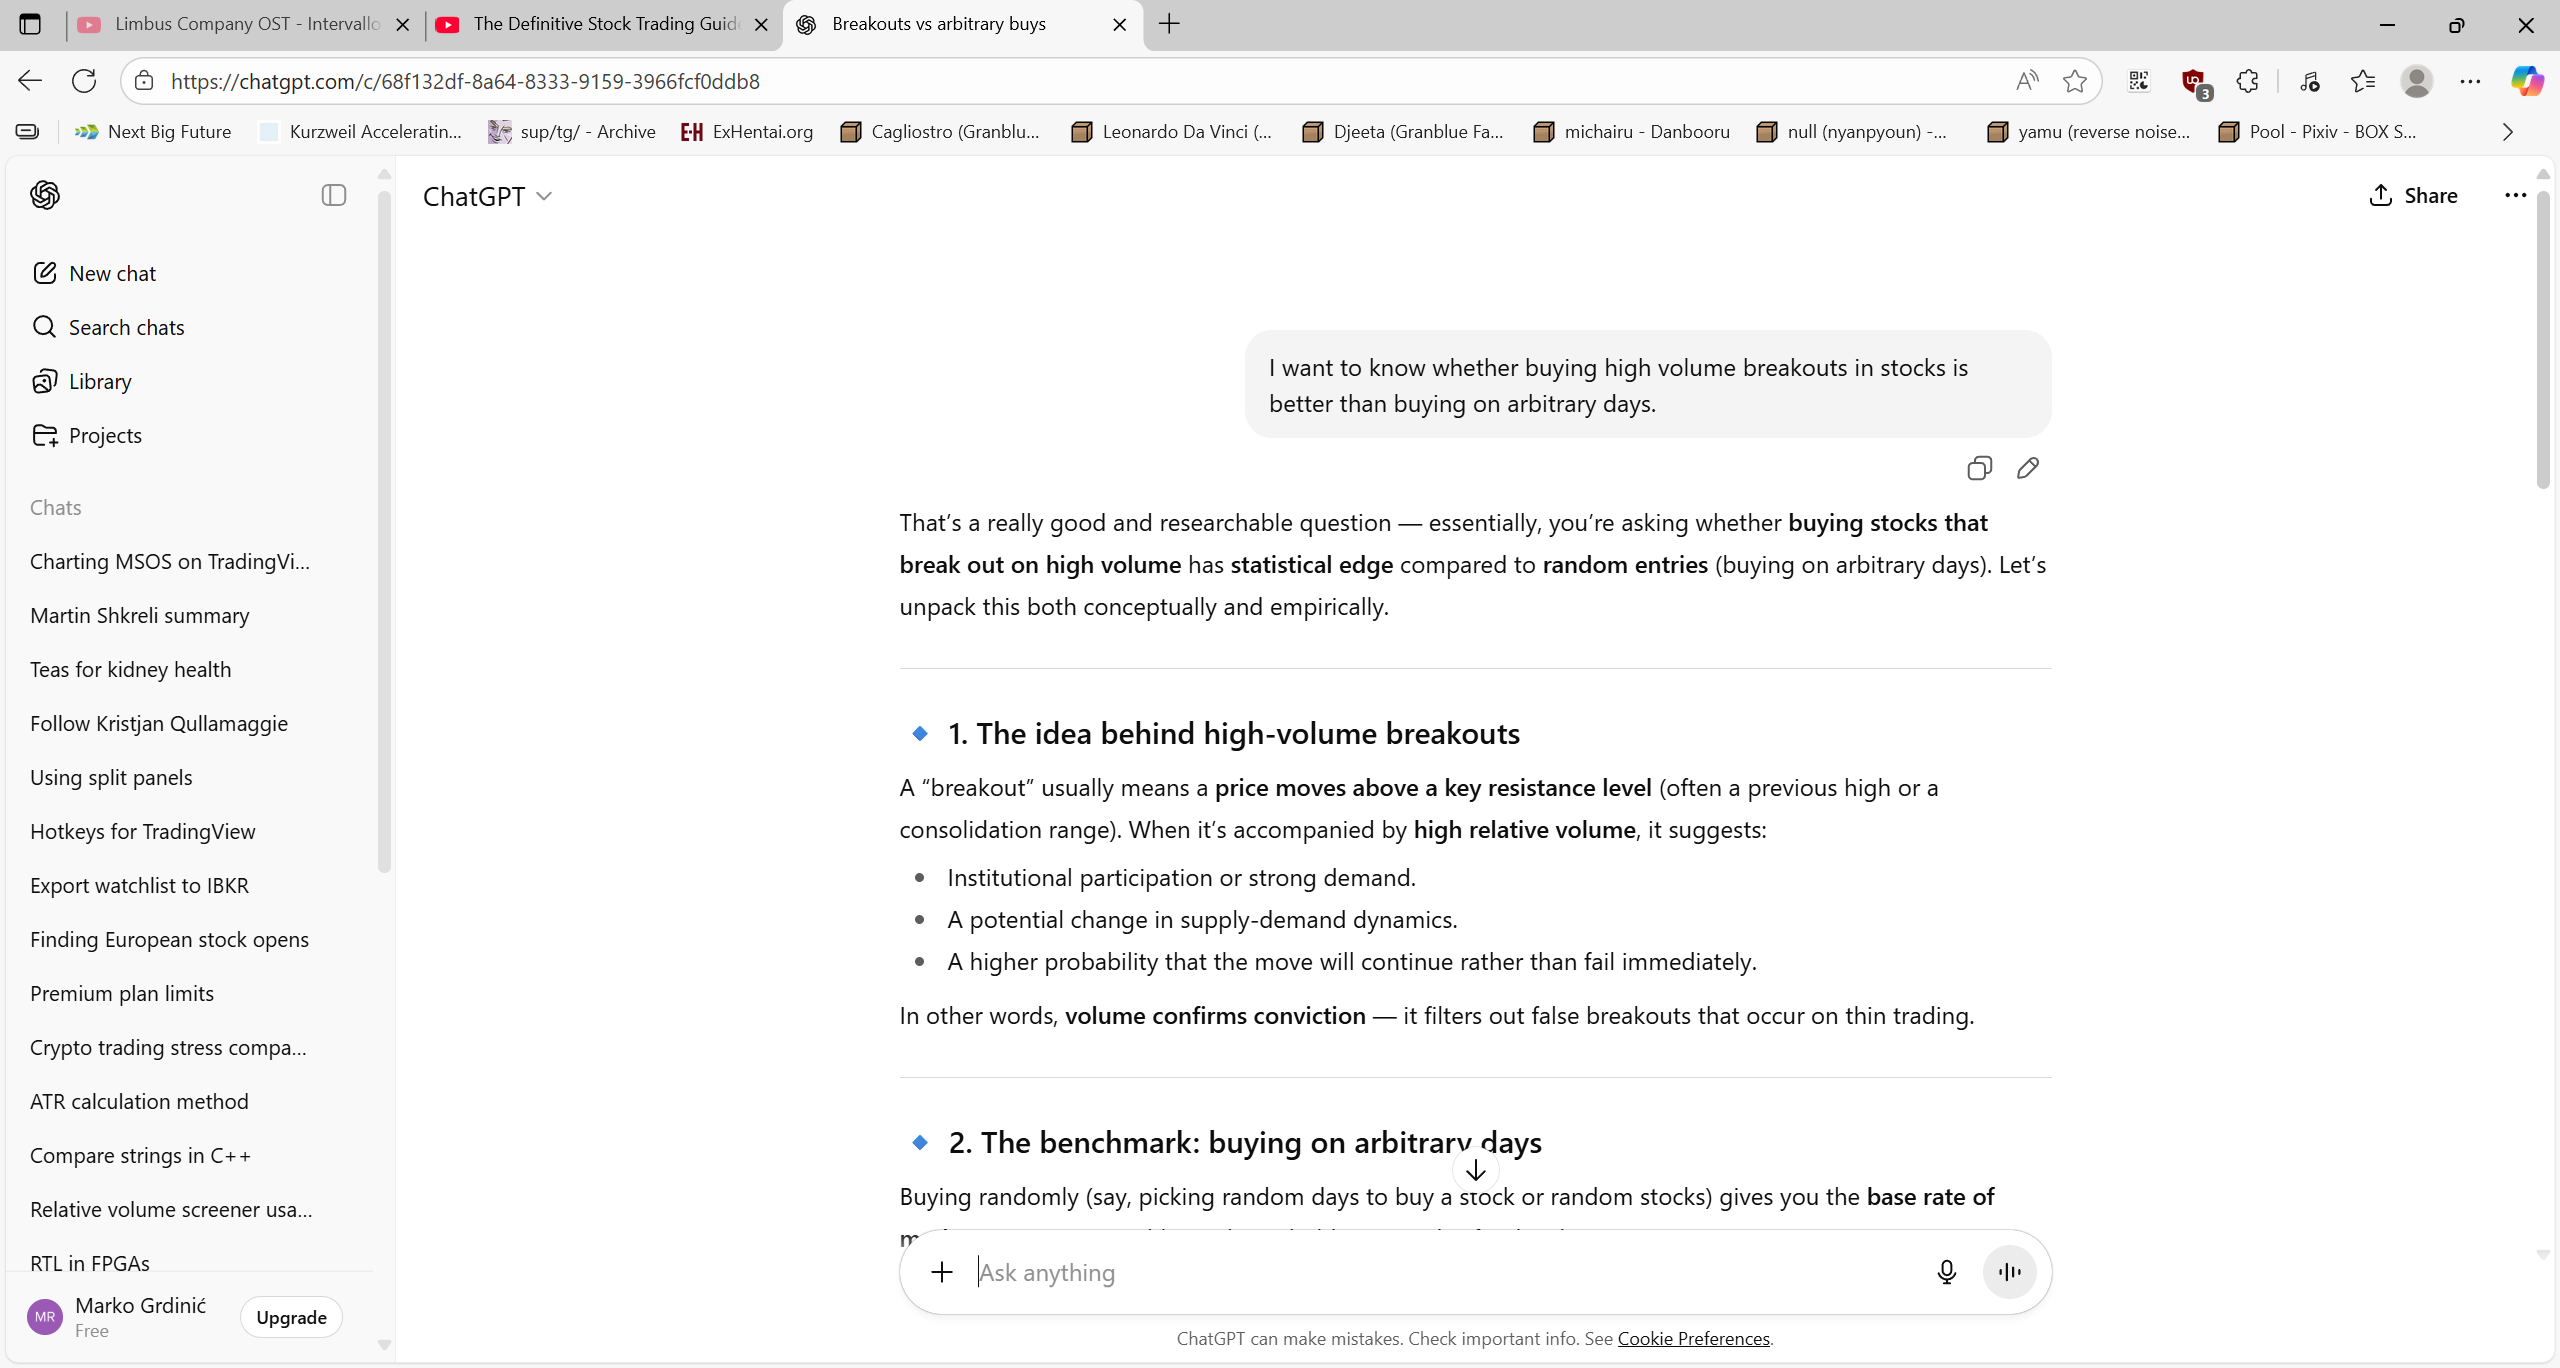 Limbus Company OST - Intervallo
The Definitive Stock Trading Guid
Breakouts vs arbitrary buys
https://chatgpt.com/c/68f132df-8a64-8333-9159-3966fcf0ddb8
3
Next Big Future
Kurzweil Acceleratin...
sup/tg/ - Archive
E-H ExHentai.org
Cagliostro (Granblu...
Leonardo Da Vinci (...
Djeeta (Granblue Fa...
michairu - Danbooru
null (nyanpyoun) -...
yamu (reverse noise...
Pool - Pixiv - BOX S...
ChatGPT
Share
New chat
Search chats
Library
Projects
Chats
Charting MSOS on TradingVi...
Martin Shkreli summary
Teas for kidney health
Follow Kristjan Qullamaggie
Using split panels
Hotkeys for TradingView
Export watchlist to IBKR
Finding European stock opens
Premium plan limits
Crypto trading stress compa...
ATR calculation method
Compare strings in C++
Relative volume screener usa...
RTL in FPGAs
MR
Marko Grdinić
Free
Upgrade
I want to know whether buying high volume breakouts in stocks is
better than buying on arbitrary days.
That's a really good and researchable question — essentially, you're asking whether buying stocks that
break out on high volume has statistical edge compared to random entries (buying on arbitrary days). Let's
unpack this both conceptually and empirically.
1. The idea behind high-volume breakouts
A “breakout” usually means a price moves above a key resistance level (often a previous high or a
consolidation range). When it's accompanied by high relative volume, it suggests:
Institutional participation or strong demand.
A potential change in supply-demand dynamics.
A higher probability that the move will continue rather than fail immediately.
In other words, volume confirms conviction — it filters out false breakouts that occur on thin trading.
2. The benchmark: buying on arbitrary days
Buying randomly (say, picking random days to buy a stock or random stocks) gives you the base rate of
Ask anything
ChatGPT can make mistakes. Check important info. See Cookie Preferences.